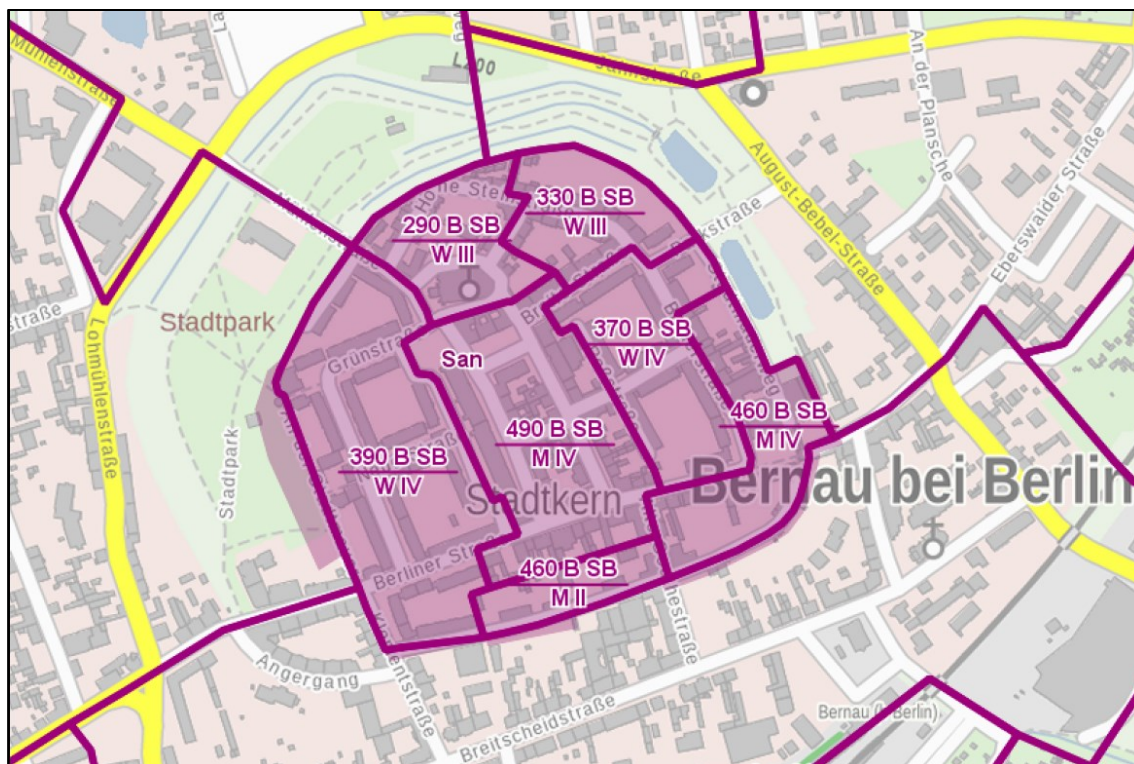 Mühlenstraße
L200
Jahnstraße
An der Plansche
August-Bebel-Straße
Eberswalder Straße
330 B SB
W III
290 B SB
W III
Mühlenstraße
Stadtpark
Grünstraße
370 B SB
W IV
San
Lohmühlenstraße
Stadtpark
460 B SB
M IV
490 B SB
M IV
390 B SB
W IV
Bernau bei Berlin
Stadtkern
Berliner Straße
460 B SB
M II
Angergang
Breitscheidstraße
Bernau (b Berlin)